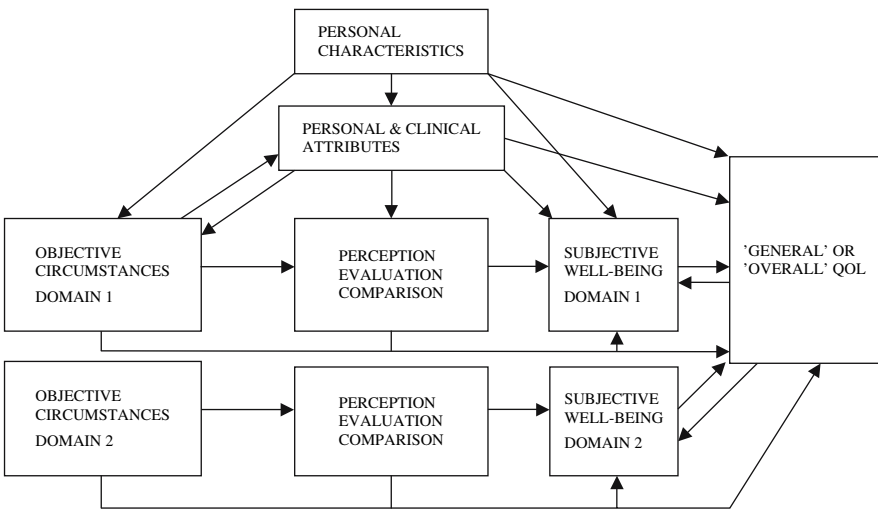 PERSONAL
CHARACTERISTICS
PERSONAL & CLINICAL
ATTRIBUTES
OBJECTIVE
CIRCUMSTANCES
DOMAIN 1
PERCEPTION
EVALUATION
COMPARISON
SUBJECTIVE
WELL-BEING
DOMAIN 1
'GENERAL' OR
'OVERALL' QOL
OBJECTIVE
CIRCUMSTANCES
DOMAIN 2
PERCEPTION
EVALUATION
COMPARISON
SUBJECTIVE
WELL-BEING
DOMAIN 2